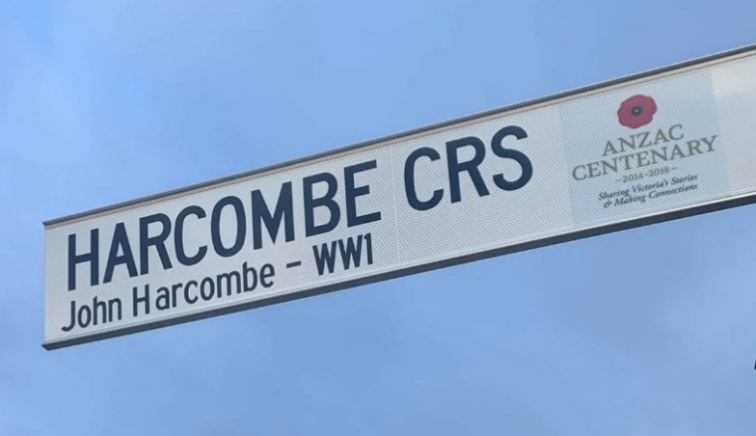 HARCOMBE CRS
John Harcombe - WW1
ANZAC
CENTENARY
-2014-2018-
Sharing Victoria's Stories
& Making Connections